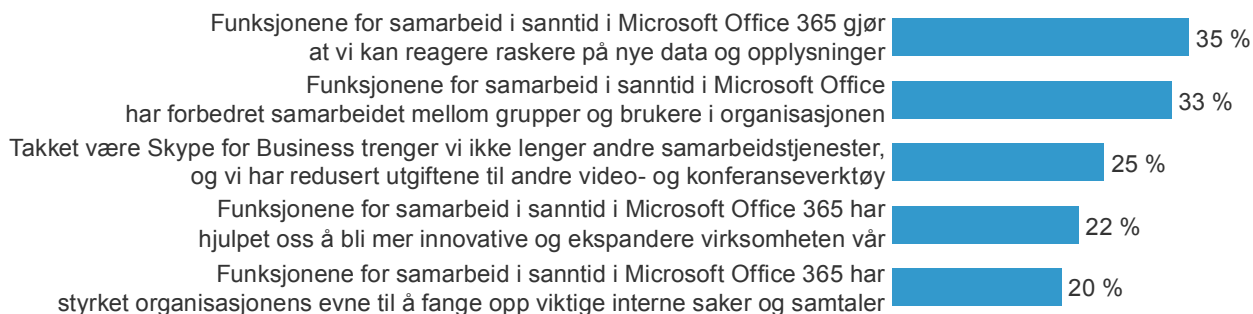 Funksjonene for samarbeid i sanntid i Microsoft Office 365 gjør
at vi kan reagere raskere på nye data og opplysninger
35 %
Funksjonene for samarbeid i sanntid i Microsoft Office
har forbedret samarbeidet mellom grupper og brukere i organisasjonen
33 %
Takket være Skype for Business trenger vi ikke lenger andre samarbeidstjenester,
og vi har redusert utgiftene til andre video- og konferanseverktøy
25 %
Funksjonene for samarbeid i sanntid i Microsoft Office 365 har
hjulpet oss å bli mer innovative og ekspandere virksomheten vår
22 %
Funksjonene for samarbeid i sanntid i Microsoft Office 365 har
styrket organisasjonens evne til å fange opp viktige interne saker og samtaler
20 %